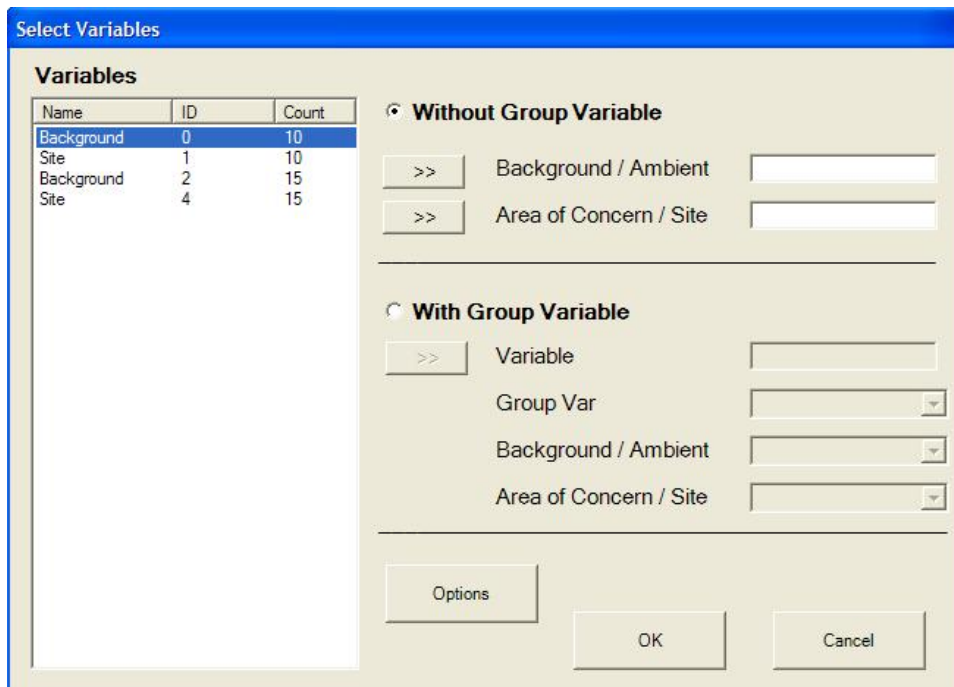 Select Variables
Variables
Name ID Count
Background 0 10
Site 1 10
Background 2 15
Site 4 15
Without Group Variable
>> Background / Ambient
>> Area of Concern / Site
With Group Variable
>> Variable
Group Var
Background / Ambient
Area of Concern / Site
Options
OK
Cancel